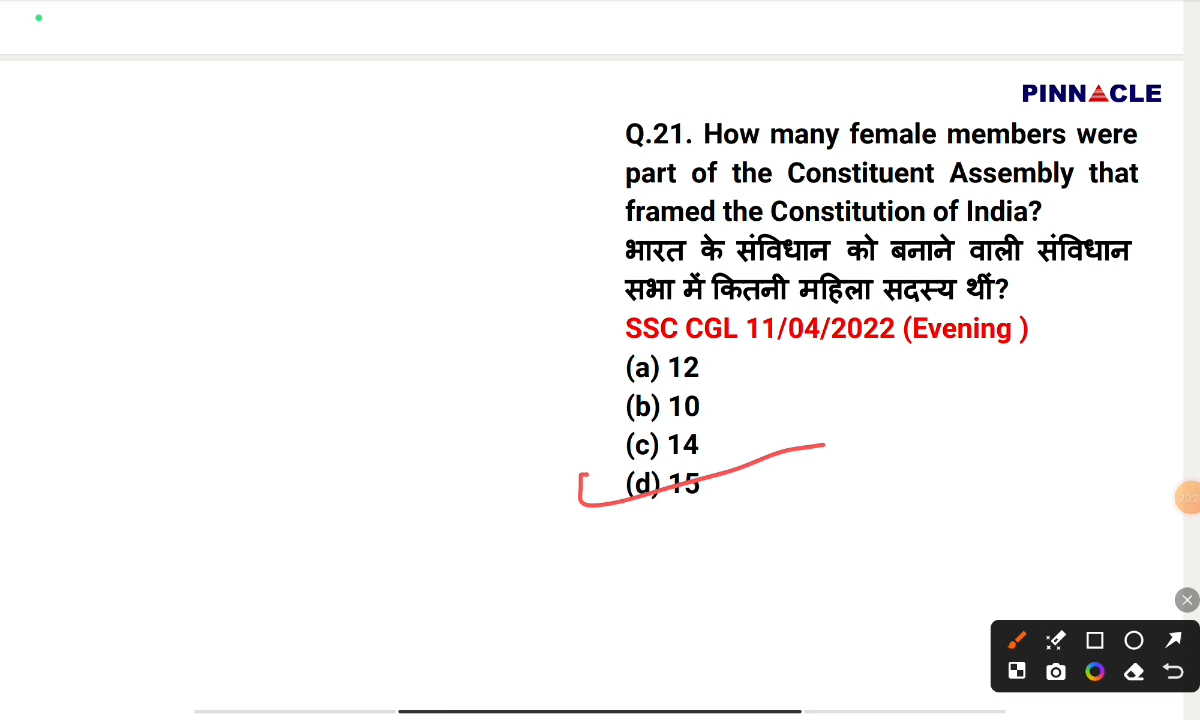 PINNACLE
Q.21. How many female members were
part of the Constituent Assembly that
framed the Constitution of India?
भारत के संविधान को बनाने वाली संविधान
सभा में कितनी महिला सदस्य थीं?
SSC CGL 11/04/2022 (Evening )
(a) 12
(b) 10
(c) 14
(d) 15